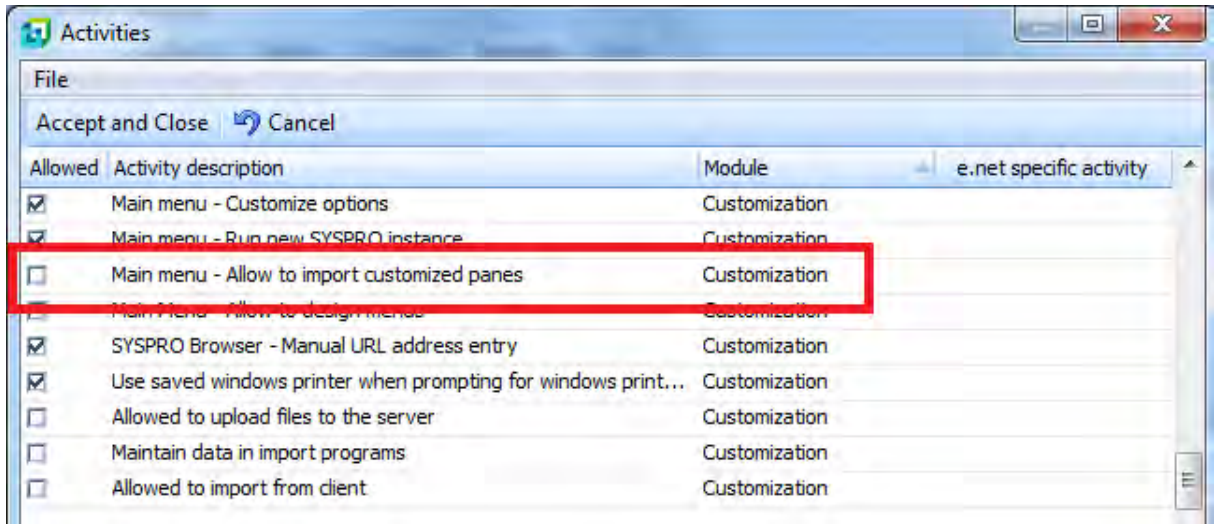 Activities
File
Accept and Close Cancel
Allowed Activity description Module e.net specific activity
Main menu - Customize options Customization
Main menu - Run new SYSPRO instance Customization
Main menu - Allow to import customized panes Customization
Main Menu - Allow to design menus Customization
SYSPRO Browser - Manual URL address entry Customization
Use saved windows printer when prompting for windows print... Customization
Allowed to upload files to the server Customization
Maintain data in import programs Customization
Allowed to import from client Customization